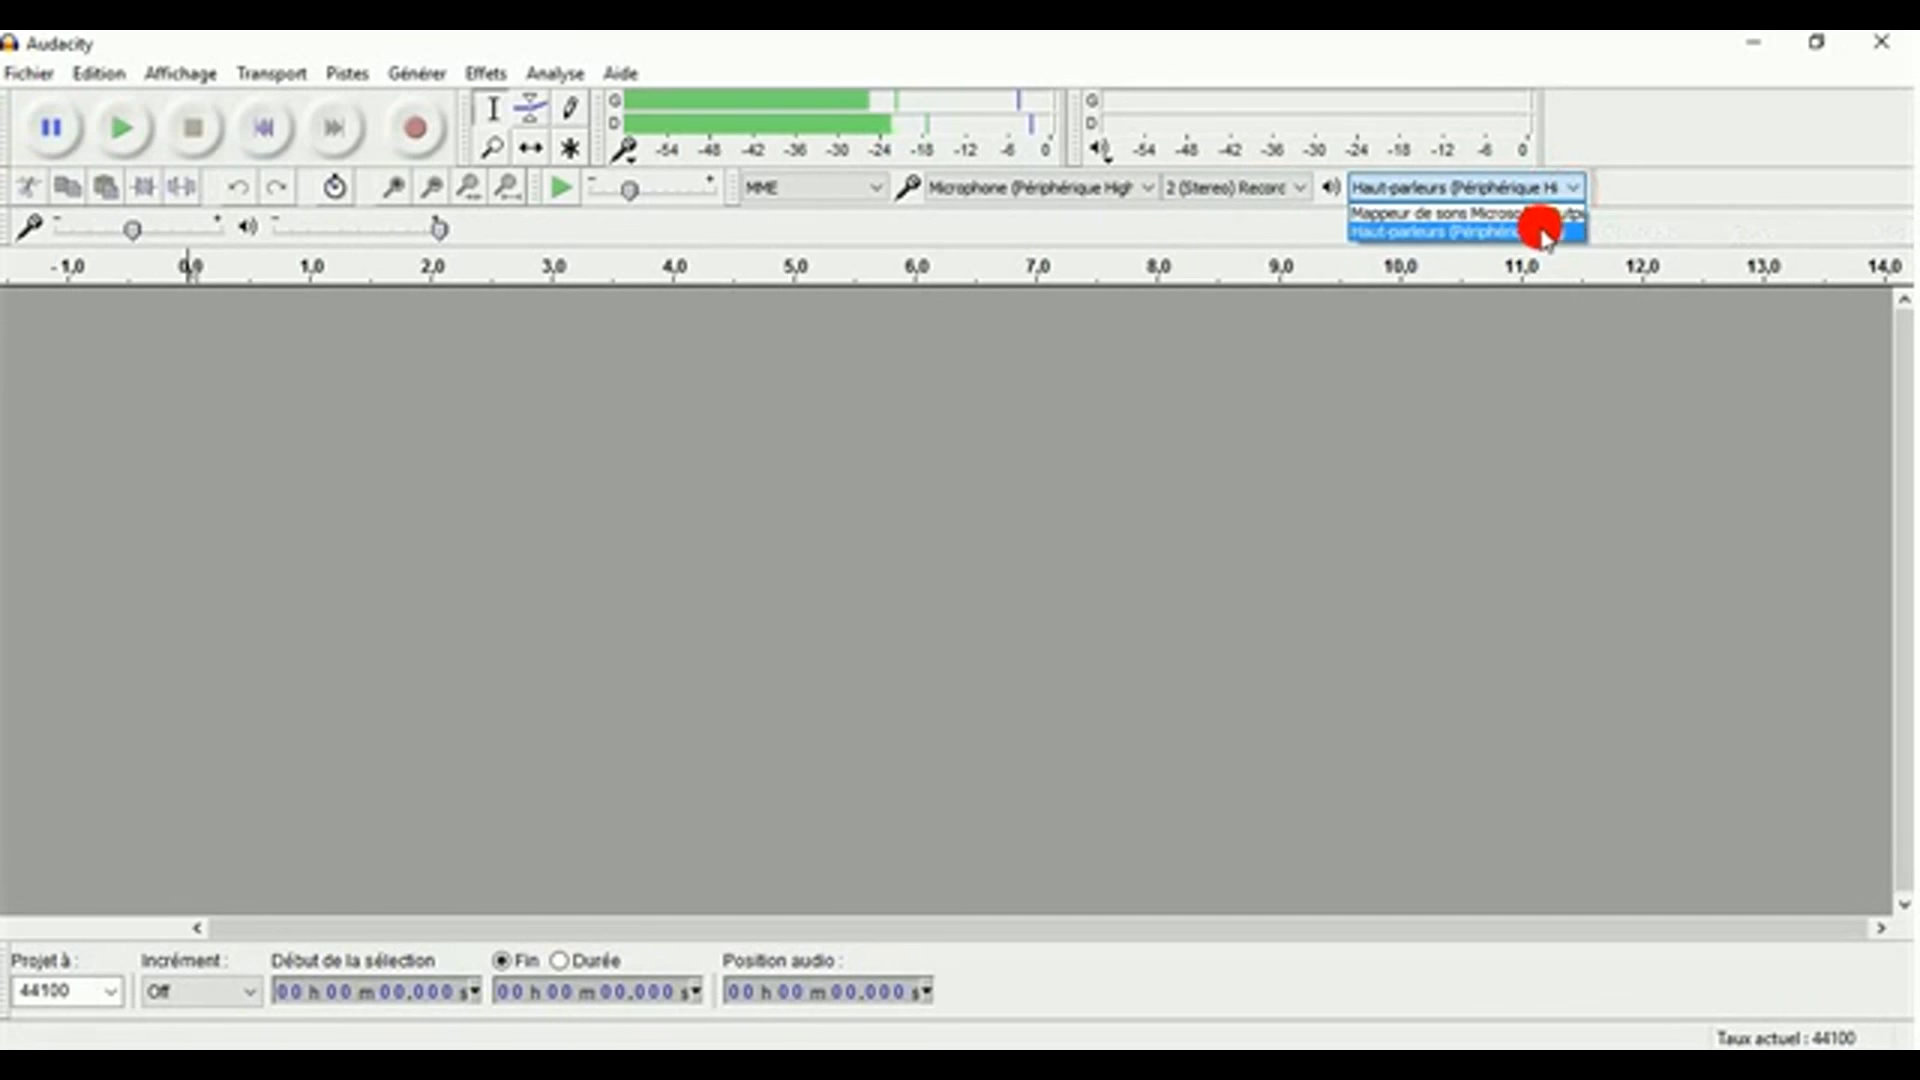 Audacity
Fichier Edition Affichage Transport Pistes Générer Effets Analyse Aide
G G
D D
-54 -48 -42 -36 -30 -24 -18 -12 -6 0 -54 -48 -42 -36 -30 -24 -18 -12 -6 0
MME Microphone (Périphérique High 2 (Stereo) Record Haut-parleurs (Périphérique Hi
Mappeur de sons
Haut-parleurs
-1,0 0,0 1,0 2,0 3,0 4,0 5,0 6,0 7,0 8,0 9,0 10,0 11,0 12,0 13,0 14,0
Projet à : Incrément : Début de la sélection Fin Durée Position audio :
44100 Off 00 h 00 m 00.000 s 00 h 00 m 00.000 s 00 h 00 m 00.000 s
Taux actuel : 44100